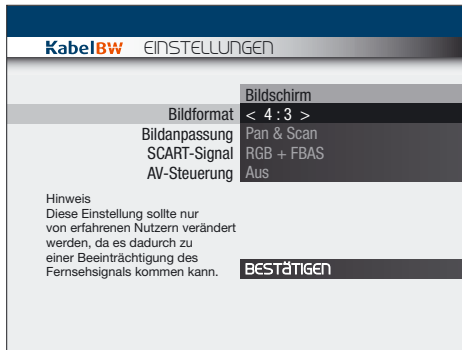 KabelBW EINSTELLUNGEN
Bildschirm
Bildformat < 4:3 >
Bildanpassung Pan & Scan
SCART-Signal RGB + FBAS
AV-Steuerung Aus
Hinweis
Diese Einstellung sollte nur
von erfahrenen Nutzern verändert
werden, da es dadurch zu
einer Beeinträchtigung des
Fernsehsignals kommen kann.
BESTÄTIGEN